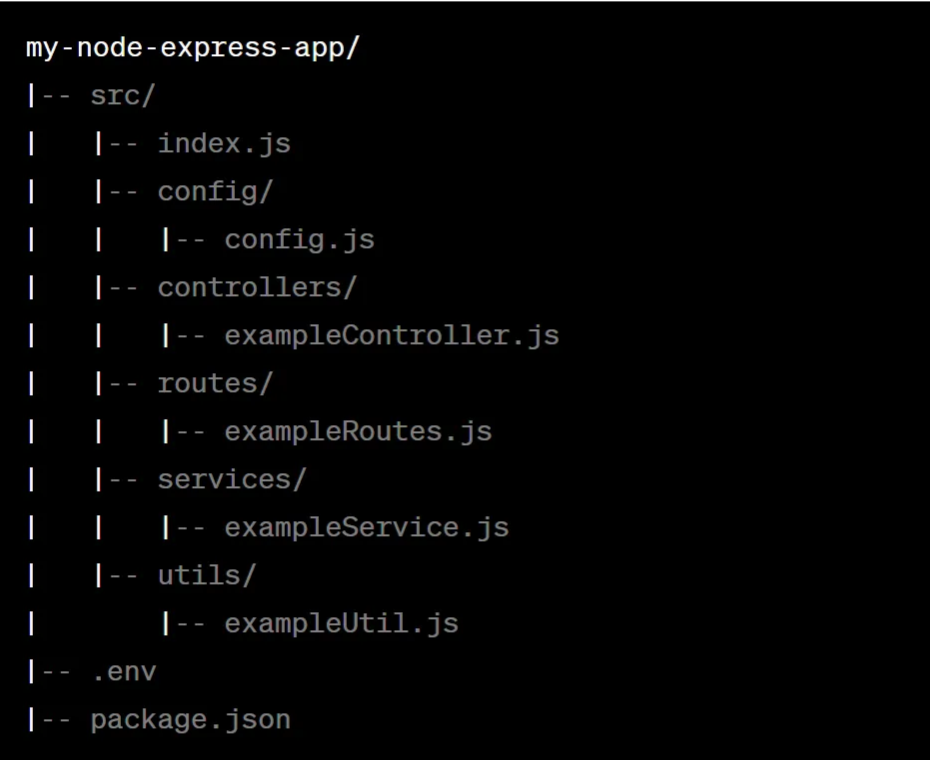 my-node-express-app/
|-- src/
|   |-- index.js
|   |-- config/
|   |   |-- config.js
|   |-- controllers/
|   |   |-- exampleController.js
|   |-- routes/
|   |   |-- exampleRoutes.js
|   |-- services/
|   |   |-- exampleService.js
|   |-- utils/
|       |-- exampleUtil.js
|-- .env
|-- package.json